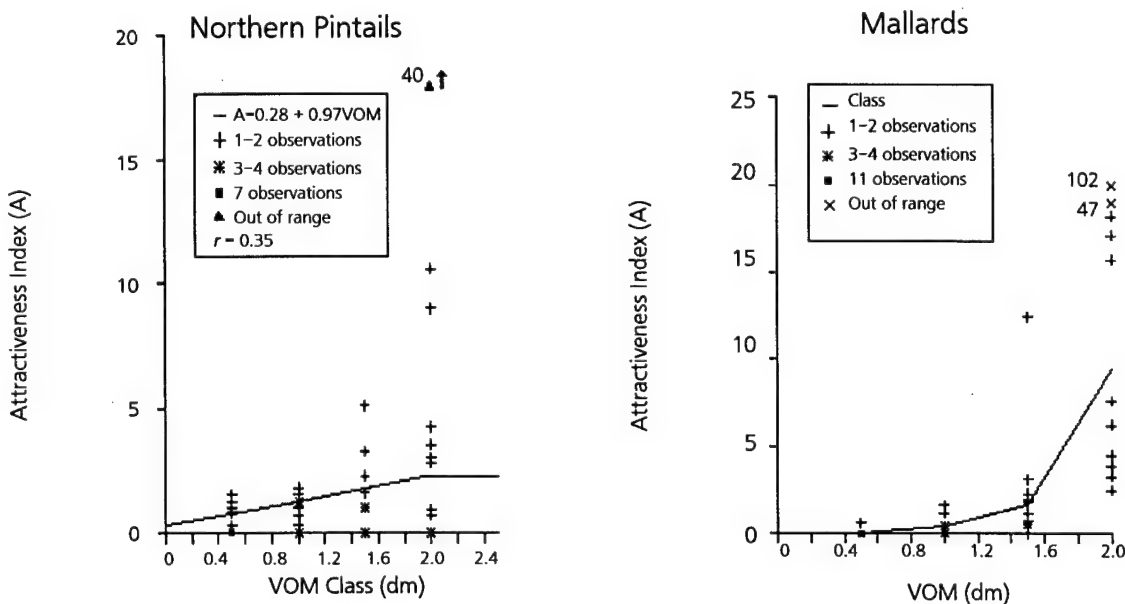 Northern Pintails
Attractiveness Index (A)
20
15
10
5
0
40
A=0.28 + 0.97VOM
1–2 observations
3–4 observations
7 observations
Out of range
r = 0.35
0 0.4 0.8 1.2 1.6 2.0 2.4
VOM Class (dm)
Mallards
Attractiveness Index (A)
25
20
15
10
5
0
102
47
Class
1–2 observations
3–4 observations
11 observations
Out of range
0 0.4 0.8 1.2 1.6 2.0
VOM (dm)